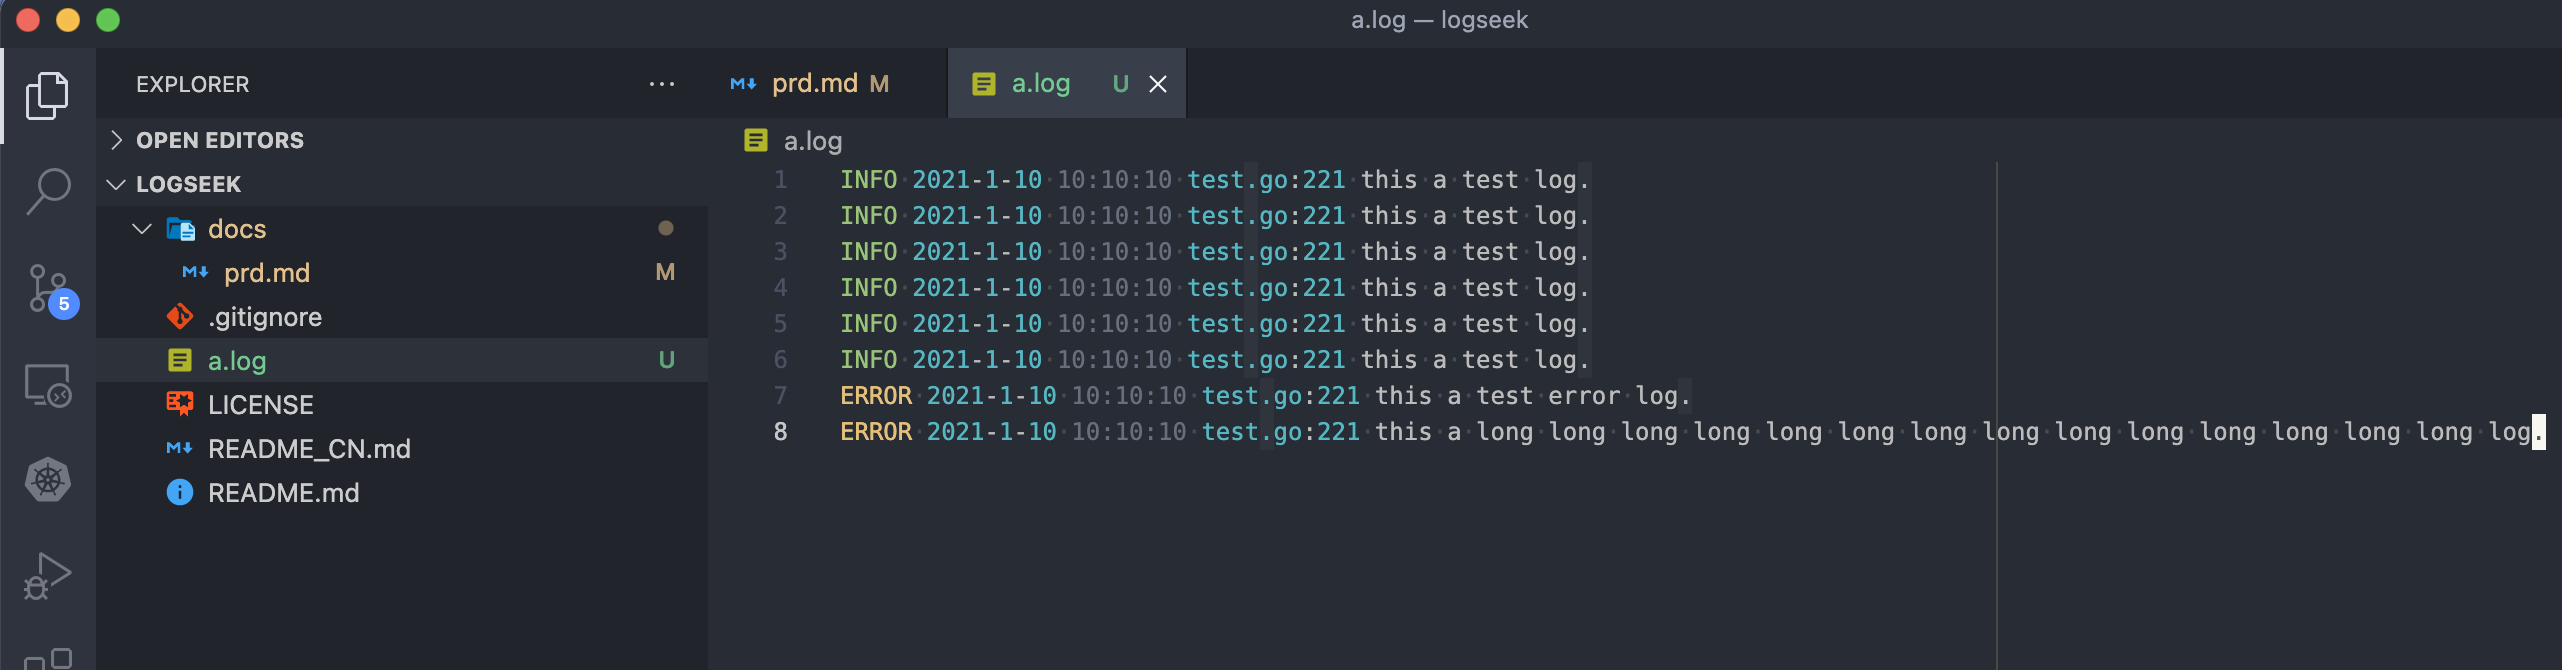 a.log — logseek
EXPLORER ...
prd.md M
a.log U
OPEN EDITORS
a.log
LOGSEEK
docs
prd.md M
.gitignore
a.log U
LICENSE
README_CN.md
README.md
5
1 INFO 2021-1-10 10:10:10 test.go:221 this a test log.
2 INFO 2021-1-10 10:10:10 test.go:221 this a test log.
3 INFO 2021-1-10 10:10:10 test.go:221 this a test log.
4 INFO 2021-1-10 10:10:10 test.go:221 this a test log.
5 INFO 2021-1-10 10:10:10 test.go:221 this a test log.
6 INFO 2021-1-10 10:10:10 test.go:221 this a test log.
7 ERROR 2021-1-10 10:10:10 test.go:221 this a test error log.
8 ERROR 2021-1-10 10:10:10 test.go:221 this a long long long long long long long long long long long long long long log.